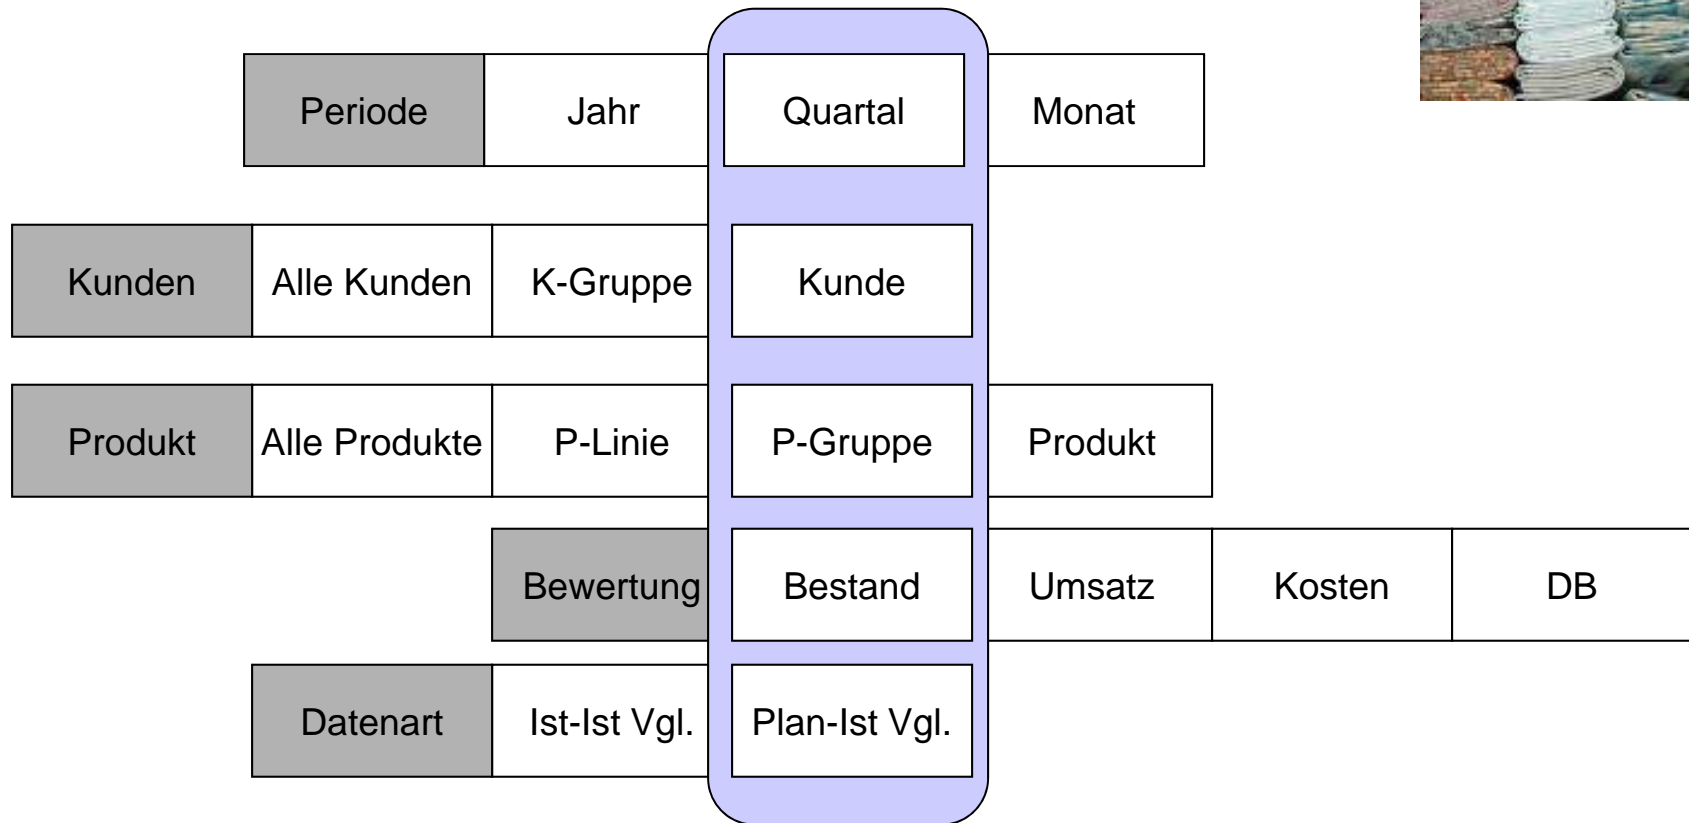 Periode Jahr Quartal Monat
Kunden Alle Kunden K-Gruppe Kunde
Produkt Alle Produkte P-Linie P-Gruppe Produkt
Bewertung Bestand Umsatz Kosten DB
Datenart Ist-Ist Vgl. Plan-Ist Vgl.